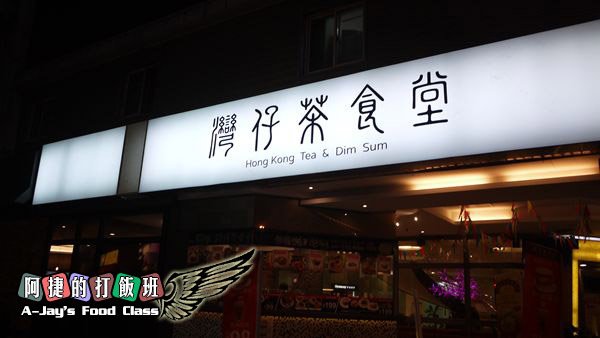 灣仔茶食堂
Hong Kong Tea & Dim Sum
阿捷的打飯班
A-Jay's Food Class